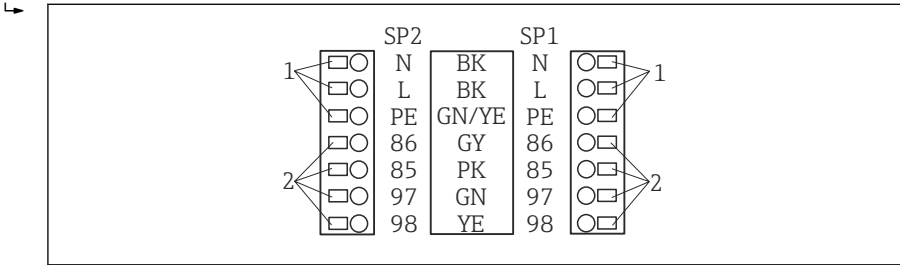 SP2 SP1
1 N BK N 1
L BK L
PE GN/YE PE
86 GY 86
85 PK 85
2 97 GN 97 2
98 YE 98